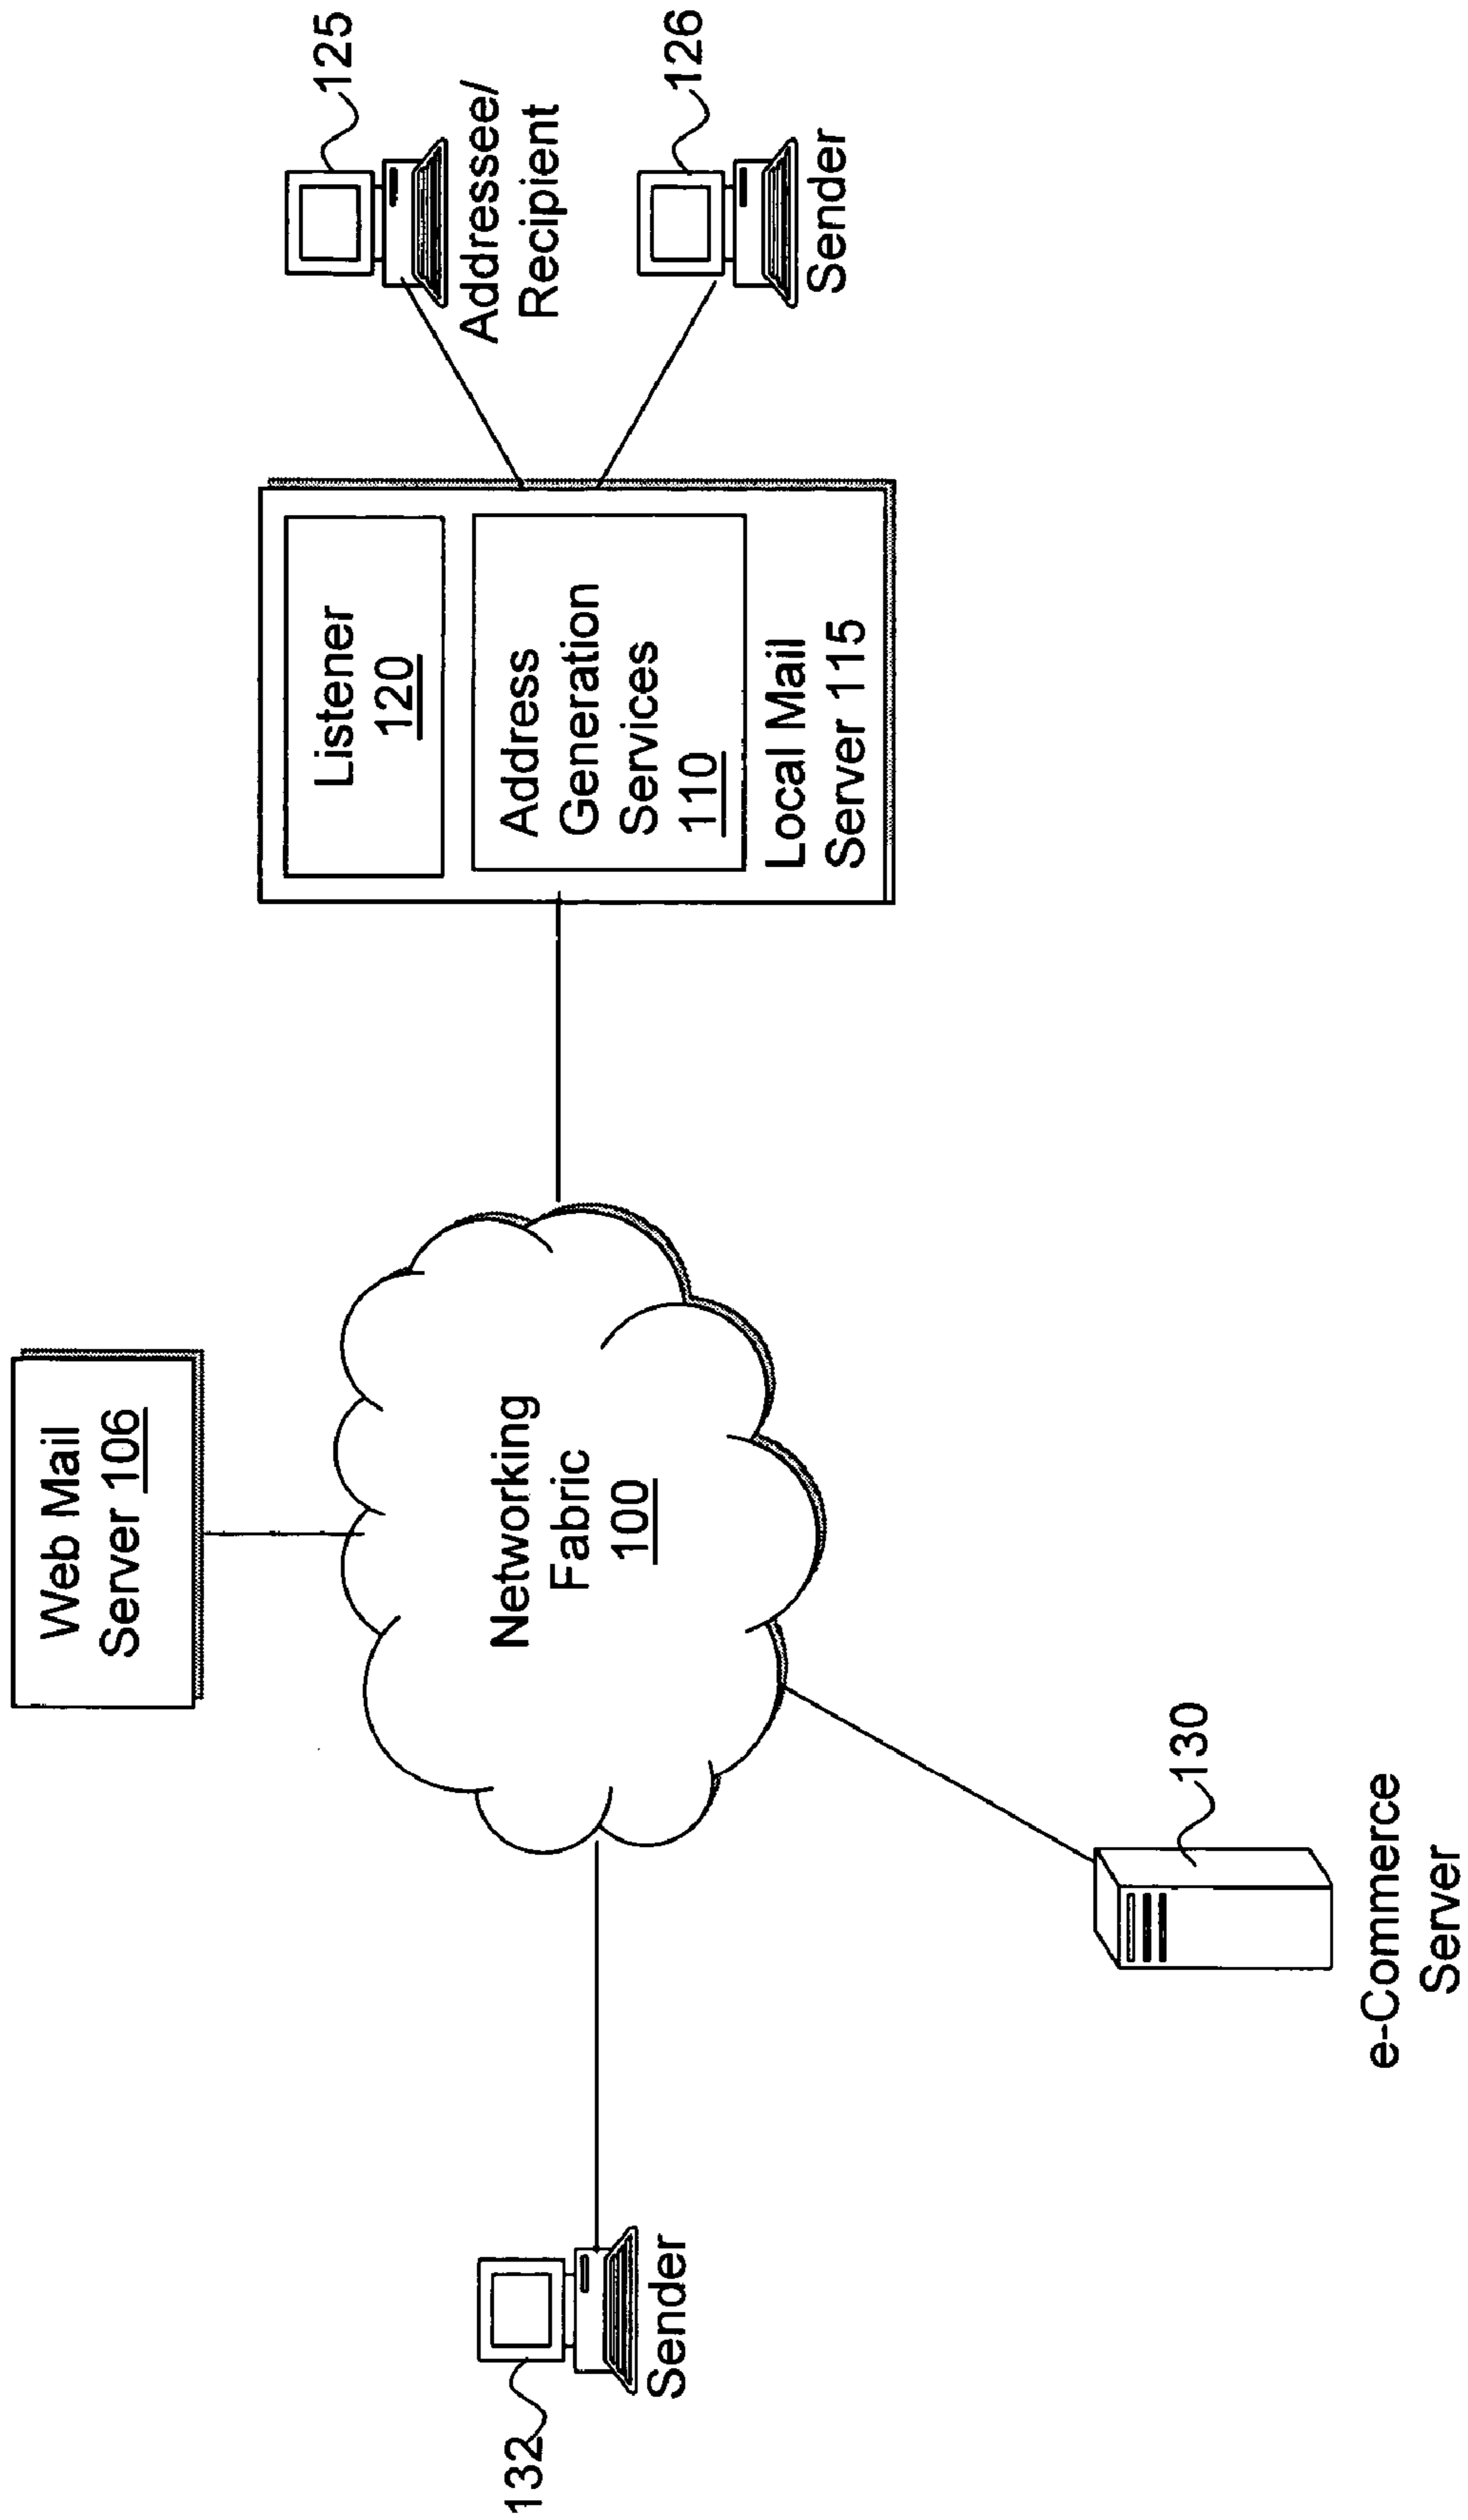 Web Mail
Server 106
Listener
120
125
Addressee/
Recipient
132
Sender
Networking
Fabric
100
Address
Generation
Services
110
Local Mail
Server 115
126
Sender
130
e-Commerce
Server